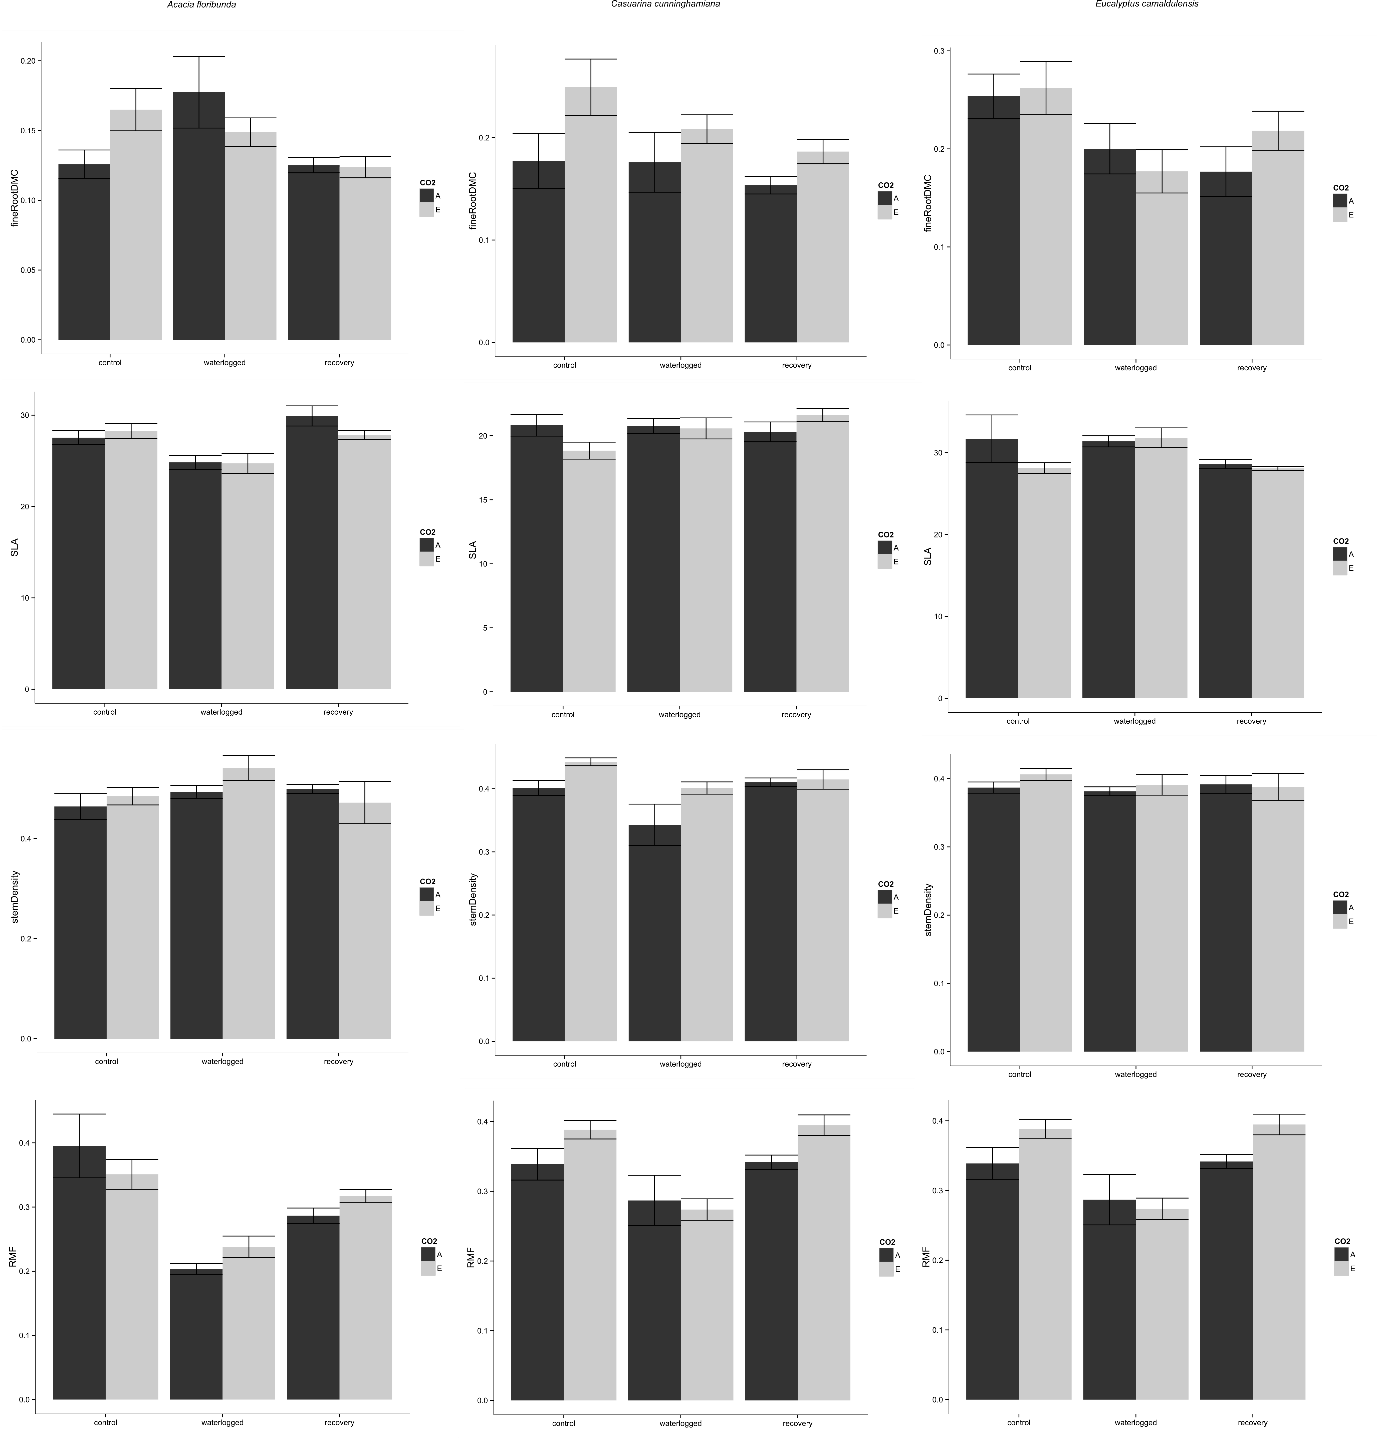 Acacia floribunda
Casuarina cunninghamiana
Eucalyptus camaldulensis
fineRootDMC
0.20
0.15
0.10
0.05
0.00
control
waterlogged
recovery
CO2
A
E
fineRootDMC
0.2
0.1
0.0
control
waterlogged
recovery
CO2
A
E
fineRootDMC
0.3
0.2
0.1
0.0
control
waterlogged
recovery
CO2
A
E
SLA
30
20
10
0
control
waterlogged
recovery
CO2
A
E
SLA
20
15
10
5
0
control
waterlogged
recovery
CO2
A
E
SLA
30
20
10
0
control
waterlogged
recovery
CO2
A
E
stemDensity
0.4
0.2
0.0
control
waterlogged
recovery
CO2
A
E
stemDensity
0.4
0.3
0.2
0.1
0.0
control
waterlogged
recovery
CO2
A
E
stemDensity
0.4
0.3
0.2
0.1
0.0
control
waterlogged
recovery
CO2
A
E
RMF
0.4
0.3
0.2
0.1
0.0
control
waterlogged
recovery
CO2
A
E
RMF
0.4
0.3
0.2
0.1
0.0
control
waterlogged
recovery
CO2
A
E
RMF
0.4
0.3
0.2
0.1
0.0
control
waterlogged
recovery
CO2
A
E